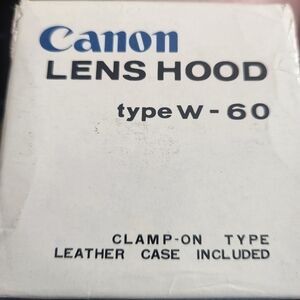 Canon
LENS HOOD
type W - 60
CLAMP-ON TYPE
LEATHER CASE INCLUDED